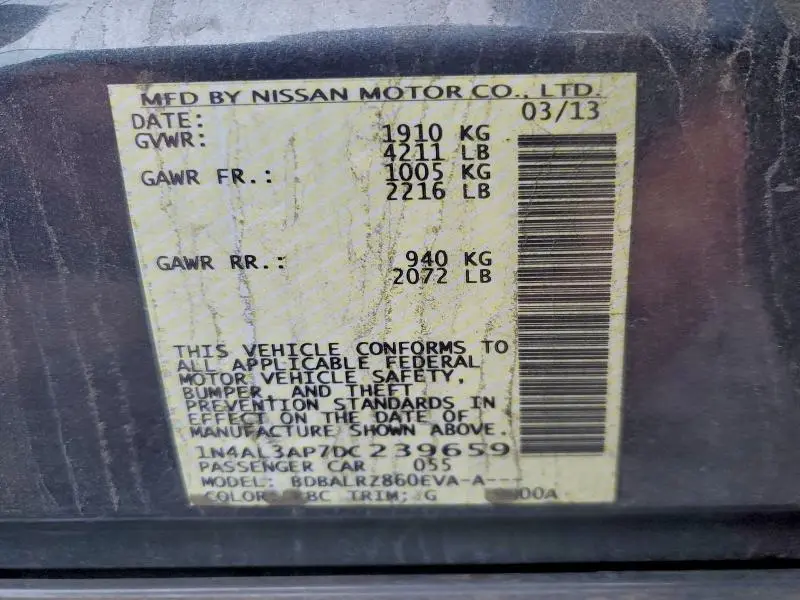 MFD BY NISSAN MOTOR CO., LTD.
DATE: 03/13
GVWR: 1910 KG
4211 LB
GAWR FR.: 1005 KG
2216 LB
GAWR RR.: 940 KG
2072 LB
THIS VEHICLE CONFORMS TO
ALL APPLICABLE FEDERAL
MOTOR VEHICLE SAFETY,
BUMPER, AND THEFT
PREVENTION STANDARDS IN
EFFECT ON THE DATE OF
MANUFACTURE SHOWN ABOVE.
1N4AL3AP7DC239659
PASSENGER CAR 055
MODEL: BDBALRZ860EVA-A---
COLOR: TRIM: G